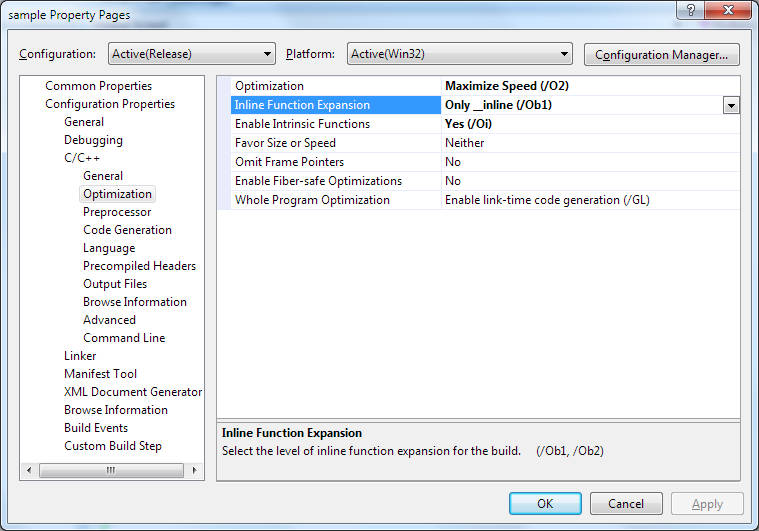 sample Property Pages
?
Configuration: Active(Release) Platform: Active(Win32) Configuration Manager...
Common Properties
Configuration Properties
General
Debugging
C/C++
General
Optimization
Preprocessor
Code Generation
Language
Precompiled Headers
Output Files
Browse Information
Advanced
Command Line
Linker
Manifest Tool
XML Document Generator
Browse Information
Build Events
Custom Build Step
Optimization Maximize Speed (/O2)
Inline Function Expansion Only __inline (/Ob1)
Enable Intrinsic Functions Yes (/Oi)
Favor Size or Speed Neither
Omit Frame Pointers No
Enable Fiber-safe Optimizations No
Whole Program Optimization Enable link-time code generation (/GL)
Inline Function Expansion
Select the level of inline function expansion for the build. (/Ob1, /Ob2)
OK Cancel Apply